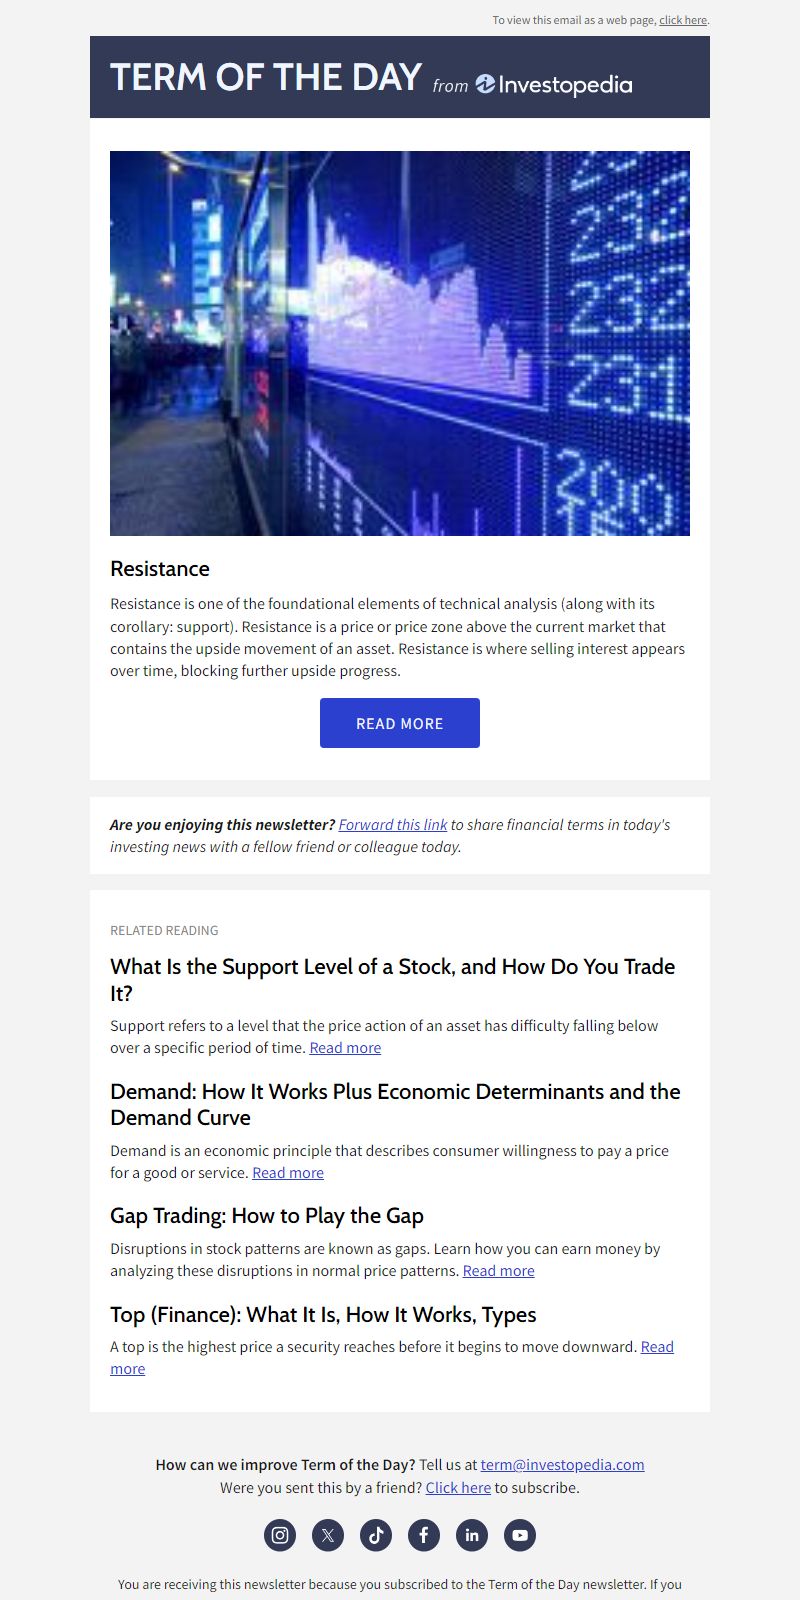 To view this email as a web page, click here.
TERM OF THE DAY from Investopedia
232
232
231
200
Resistance
Resistance is one of the foundational elements of technical analysis (along with its
corollary: support). Resistance is a price or price zone above the current market that
contains the upside movement of an asset. Resistance is where selling interest appears
over time, blocking further upside progress.
READ MORE
Are you enjoying this newsletter? Forward this link to share financial terms in today's
investing news with a fellow friend or colleague today.
RELATED READING
What Is the Support Level of a Stock, and How Do You Trade
It?
Support refers to a level that the price action of an asset has difficulty falling below
over a specific period of time. Read more
Demand: How It Works Plus Economic Determinants and the
Demand Curve
Demand is an economic principle that describes consumer willingness to pay a price
for a good or service. Read more
Gap Trading: How to Play the Gap
Disruptions in stock patterns are known as gaps. Learn how you can earn money by
analyzing these disruptions in normal price patterns. Read more
Top (Finance): What It Is, How It Works, Types
A top is the highest price a security reaches before it begins to move downward. Read
more
How can we improve Term of the Day? Tell us at term@investopedia.com
Were you sent this by a friend? Click here to subscribe.
You are receiving this newsletter because you subscribed to the Term of the Day newsletter. If you